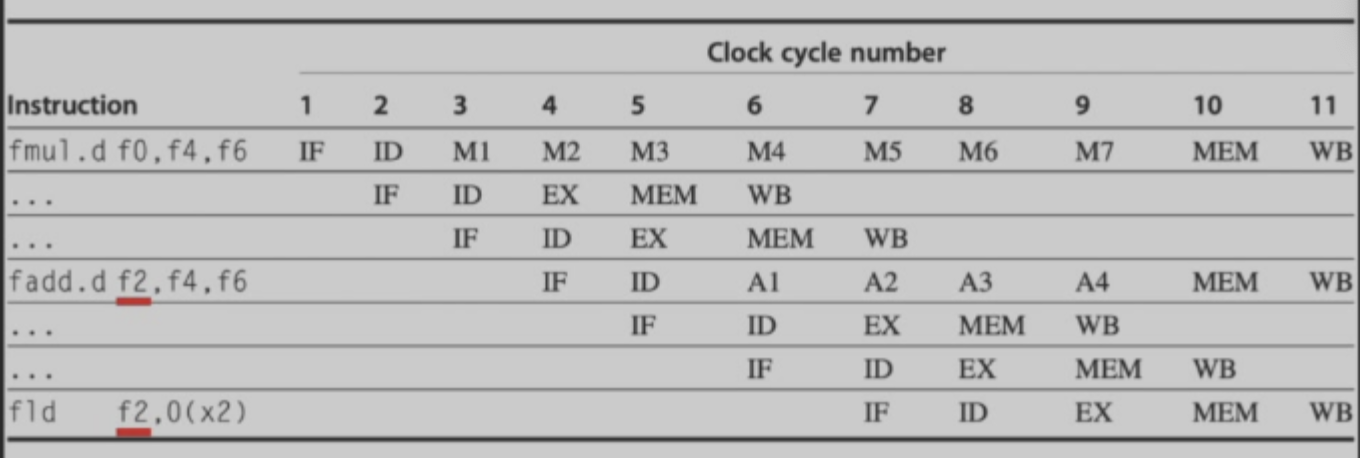 Clock cycle number
Instruction 1 2 3 4 5 6 7 8 9 10 11
fmul.d f0,f4,f6 IF ID M1 M2 M3 M4 M5 M6 M7 MEM WB
... IF ID EX MEM WB
... IF ID EX MEM WB
fadd.d f2,f4,f6 IF ID A1 A2 A3 A4 MEM WB
... IF ID EX MEM WB
... IF ID EX MEM WB
fld f2,0(x2) IF ID EX MEM WB